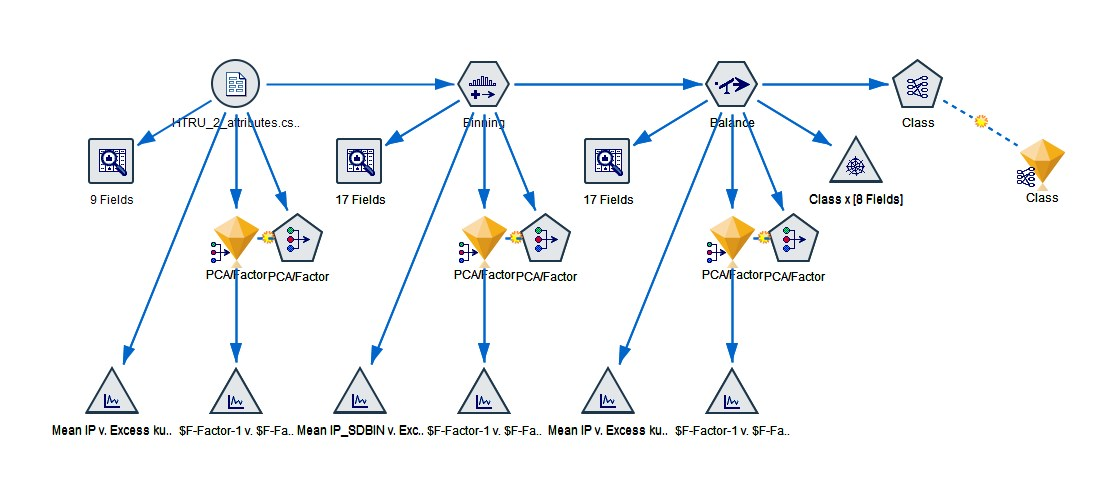 HTRU_2_attributes.cs..
Binning
Balance
Class
9 Fields
17 Fields
17 Fields
Class x [8 Fields]
Class
PCA/Factor
PCA/Factor
PCA/Factor
PCA/Factor
PCA/Factor
PCA/Factor
Mean IP v. Excess ku..
$F-Factor-1 v. $F-Fa..
Mean IP_SDBIN v. Exc..
$F-Factor-1 v. $F-Fa..
Mean IP v. Excess ku..
$F-Factor-1 v. $F-Fa..